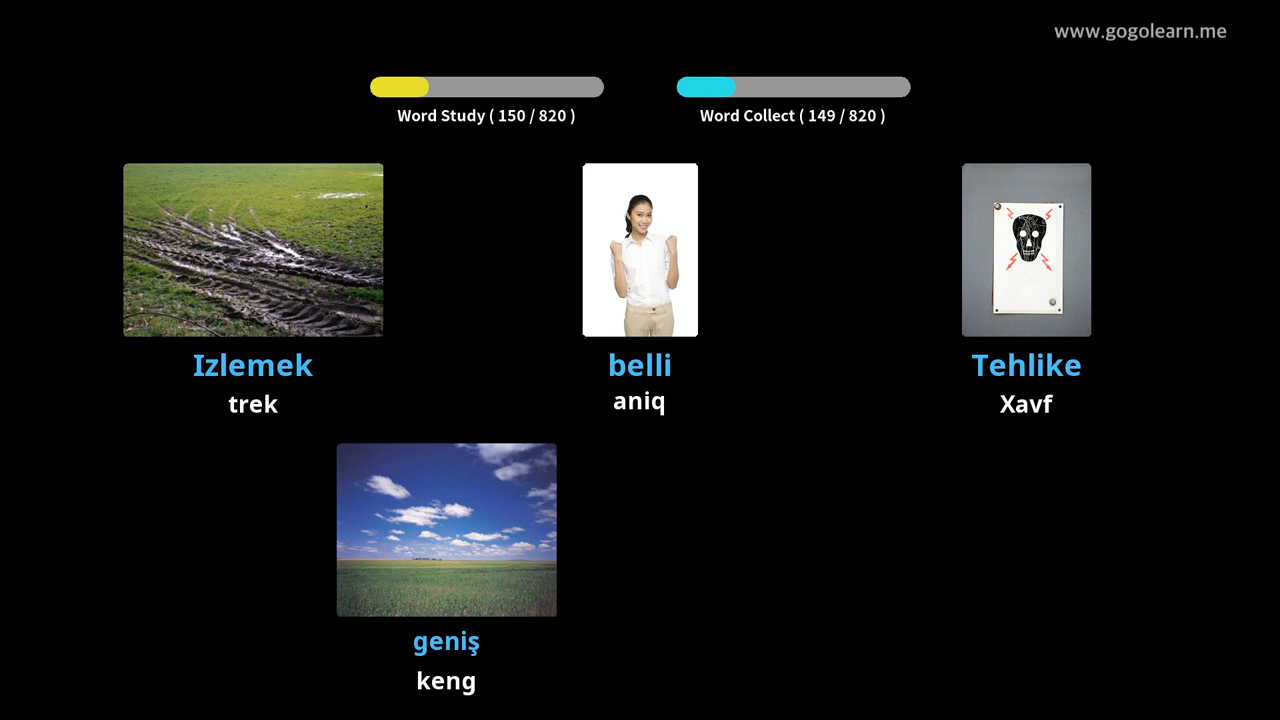 www.gogolearn.me
Word Study ( 150 / 820 )
Word Collect ( 149 / 820 )
Izlemek
trek
belli
aniq
Tehlike
Xavf
geniş
keng